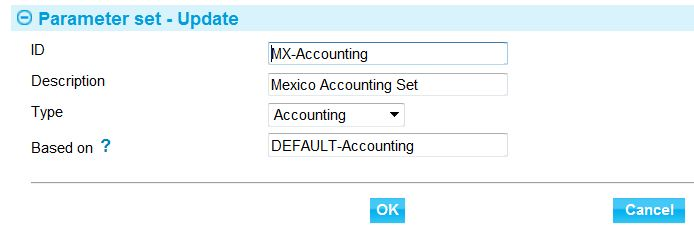 Parameter set - Update
ID MX-Accounting
Description Mexico Accounting Set
Type Accounting
Based on ? DEFAULT-Accounting
OK Cancel